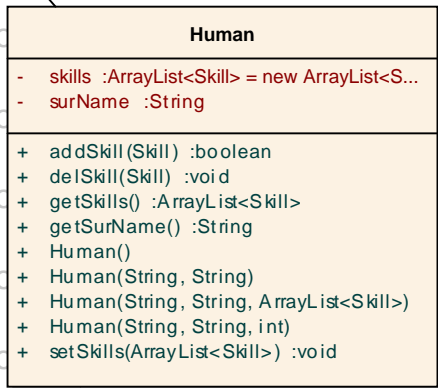 Human
- skills :ArrayList<Skill> = new ArrayList<S...
- surName :String
+ addSkill(Skill) :boolean
+ delSkill(Skill) :void
+ getSkills() :ArrayList<Skill>
+ getSurName() :String
+ Human()
+ Human(String, String)
+ Human(String, String, ArrayList<Skill>)
+ Human(String, String, int)
+ setSkills(ArrayList<Skill>) :void